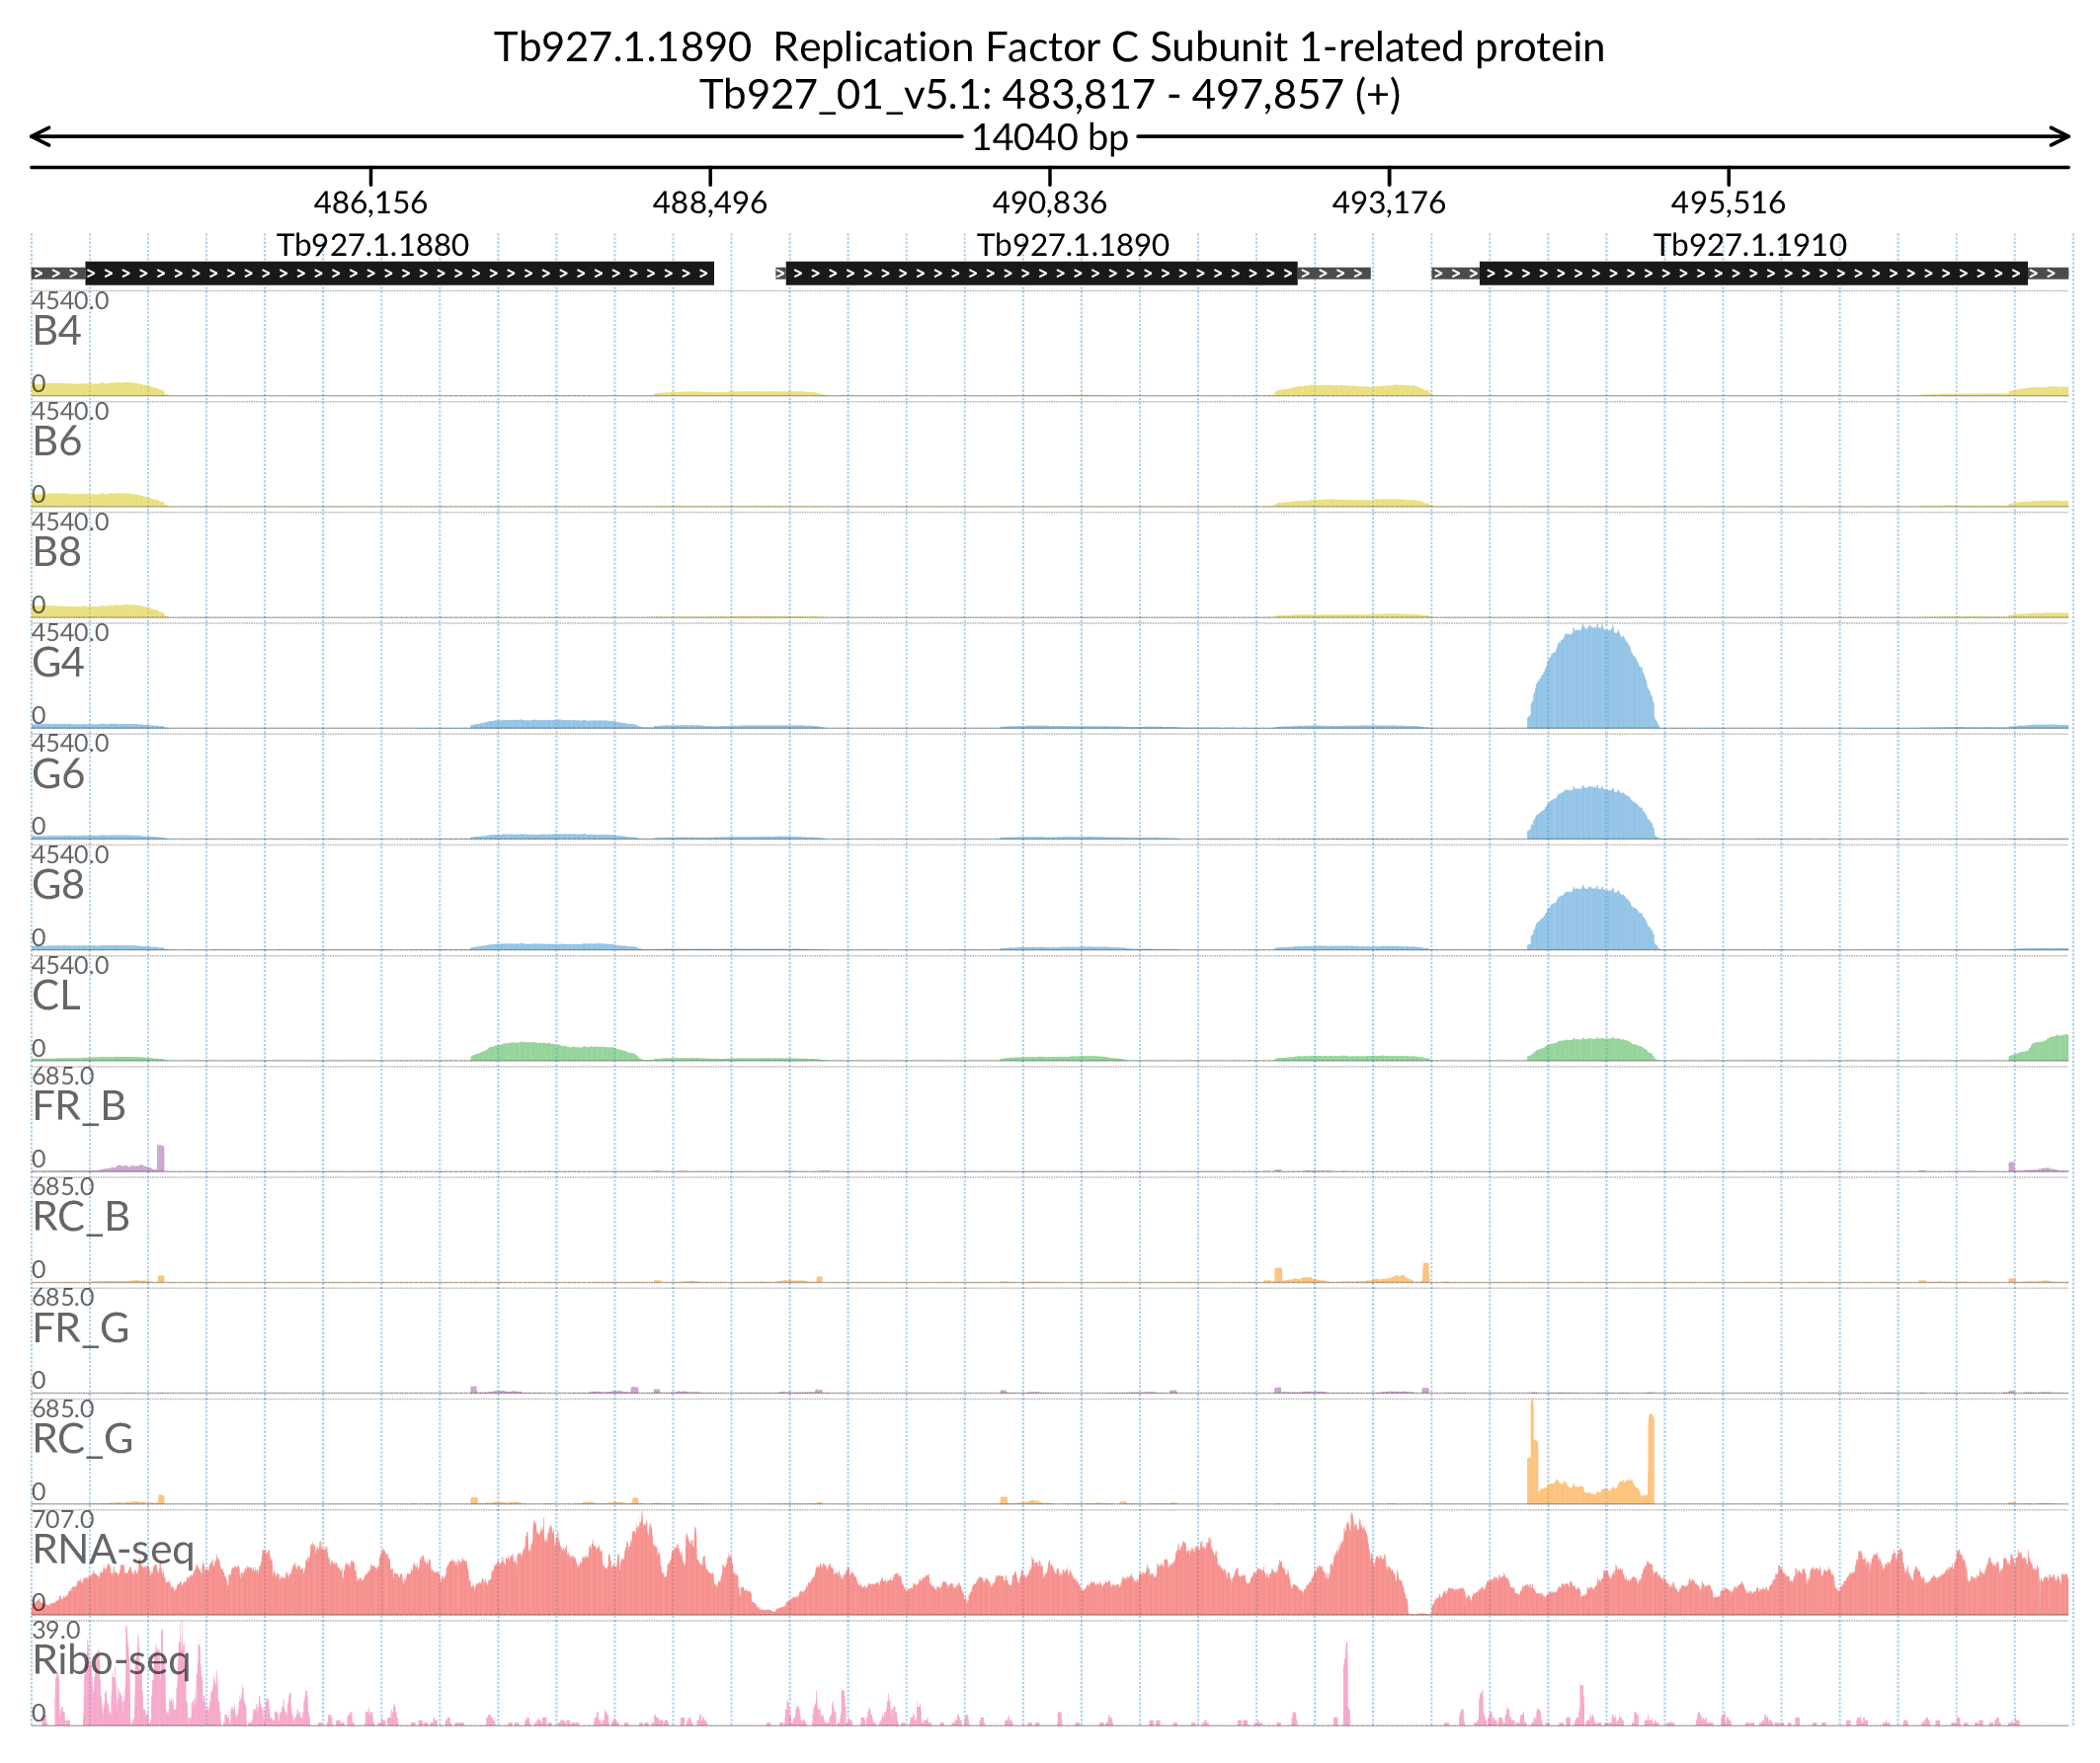 Tb927.1.1890 Replication Factor C Subunit 1-related protein
Tb927_01_v5.1: 483,817 - 497,857 (+)
14040 bp
486,156 488,496 490,836 493,176 495,516
Tb927.1.1880 Tb927.1.1890 Tb927.1.1910
4540.0
B4
0
4540.0
B6
0
4540.0
B8
0
4540.0
G4
0
4540.0
G6
0
4540.0
G8
0
4540.0
CL
0
685.0
FR_B
0
685.0
RC_B
0
685.0
FR_G
0
685.0
RC_G
0
707.0
RNA-seq
0
39.0
Ribo-seq
0